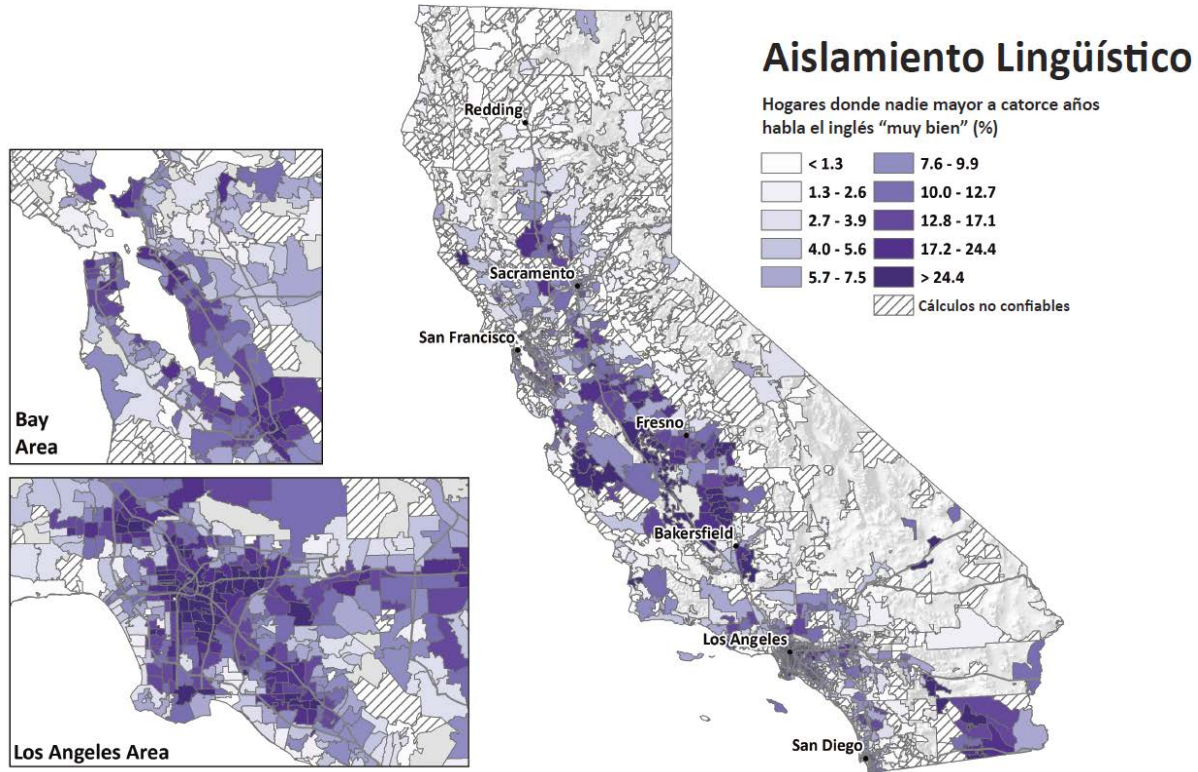 Aislamiento Lingüístico
Hogares donde nadie mayor a catorce años
habla el inglés “muy bien” (%)
< 1.3
1.3 - 2.6
2.7 - 3.9
4.0 - 5.6
5.7 - 7.5
7.6 - 9.9
10.0 - 12.7
12.8 - 17.1
17.2 - 24.4
> 24.4
Cálculos no confiables
Redding
Sacramento
San Francisco
Fresno
Bakersfield
Los Angeles
San Diego
Bay
Area
Los Angeles Area